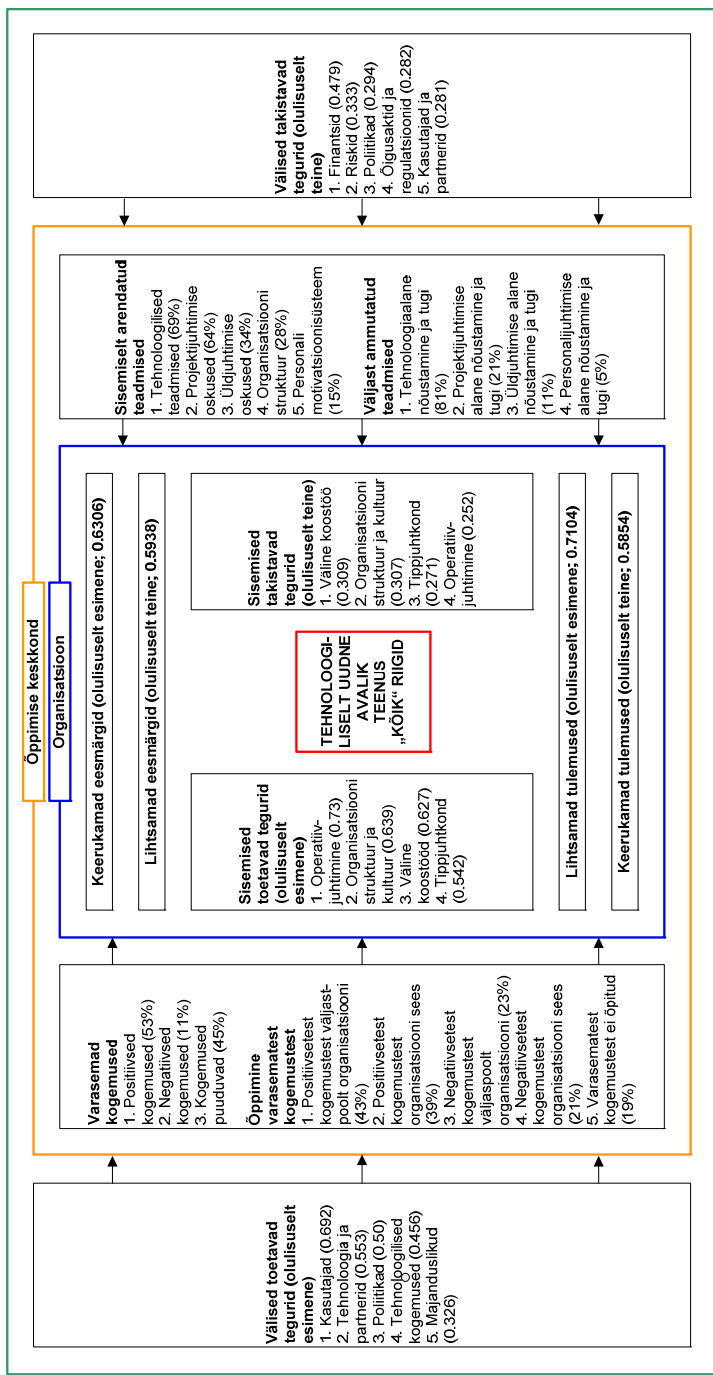 Õppimise keskkond
Organisatsioon
Välised toetavad
tegurid (olulisuselt
esimene)
1. Kasutajad (0.692)
2. Tehnoloogia ja
partnerid (0.553)
3. Poliitikad (0.50)
4. Tehnoloogilised
kogemused (0.456)
5. Majanduslikud
(0.326)
Varasemad
kogemused
1. Positiivsed
kogemused (53%)
2. Negatiivsed
kogemused (11%)
3. Kogemused
puuduvad (45%)
Õppimine
varasematest
kogemustest
1. Positiivsetest
kogemustest väljast-
poolt organisatsiooni
(43%)
2. Positiivsetest
kogemustest
organisatsiooni sees
(39%)
3. Negatiivsetest
kogemustest
väljaspoolt
organisatsiooni (23%)
4. Negatiivsetest
kogemustest
organisatsiooni sees
(21%)
5. Varasematest
kogemustest ei õpitud
(19%)
Keerukamad eesmärgid (olulisuselt esimene; 0.6306)
Lihtsamad eesmärgid (olulisuselt teine; 0.5938)
Sisemised
toetavad tegurid
(olulisuselt
esimene)
1. Operatiiv-
juhtimine (0.73)
2. Organisatsiooni
struktuur ja
kultuur (0.639)
3. Väline
koostööd (0.627)
4. Tippjuhtkond
(0.542)
TEHNOLOOGI-
LISELT UUDNE
AVALIK
TEENUS
„KÕIK“ RIIGID
Sisemised
takistavad
tegurid
(olulisuselt teine)
1. Väline koostöö
(0.309)
2. Organisatsiooni
struktuur ja kultuur
(0.307)
3. Tippjuhtkond
(0.271)
4. Operatiiv-
juhtimine (0.252)
Lihtsamad tulemused (olulisuselt esimene; 0.7104)
Keerukamad tulemused (olulisuselt teine; 0.5854)
Sisemiselt arendatud
teadmised
1. Tehnoloogilised
teadmised (69%)
2. Projektijuhtimise
oskused (64%)
3. Üldjuhtimise
oskused (34%)
4. Organisatsiooni
struktuur (28%)
5. Personali
motivatsioonisüsteem
(15%)
Väljast ammutatud
teadmised
1. Tehnoloogiaalane
nõustamine ja tugi
(81%)
2. Projektijuhtimise
alane nõustamine ja
tugi (21%)
3. Üldjuhtimise alane
nõustamine ja tugi
(11%)
4. Personalijuhtimise
alane nõustamine ja
tugi (5%)
Välised takistavad
tegurid (olulisuselt
teine)
1. Finantsid (0.479)
2. Riskid (0.333)
3. Poliitikad (0.294)
4. Õigusaktid ja
regulatsioonid (0.282)
5. Kasutajad ja
partnerid (0.281)